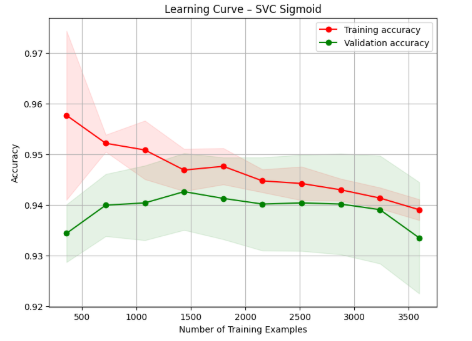 Learning Curve – SVC Sigmoid
Training accuracy
Validation accuracy
0.97
0.96
0.95
0.94
0.93
0.92
Accuracy
500
1000
1500
2000
2500
3000
3500
Number of Training Examples